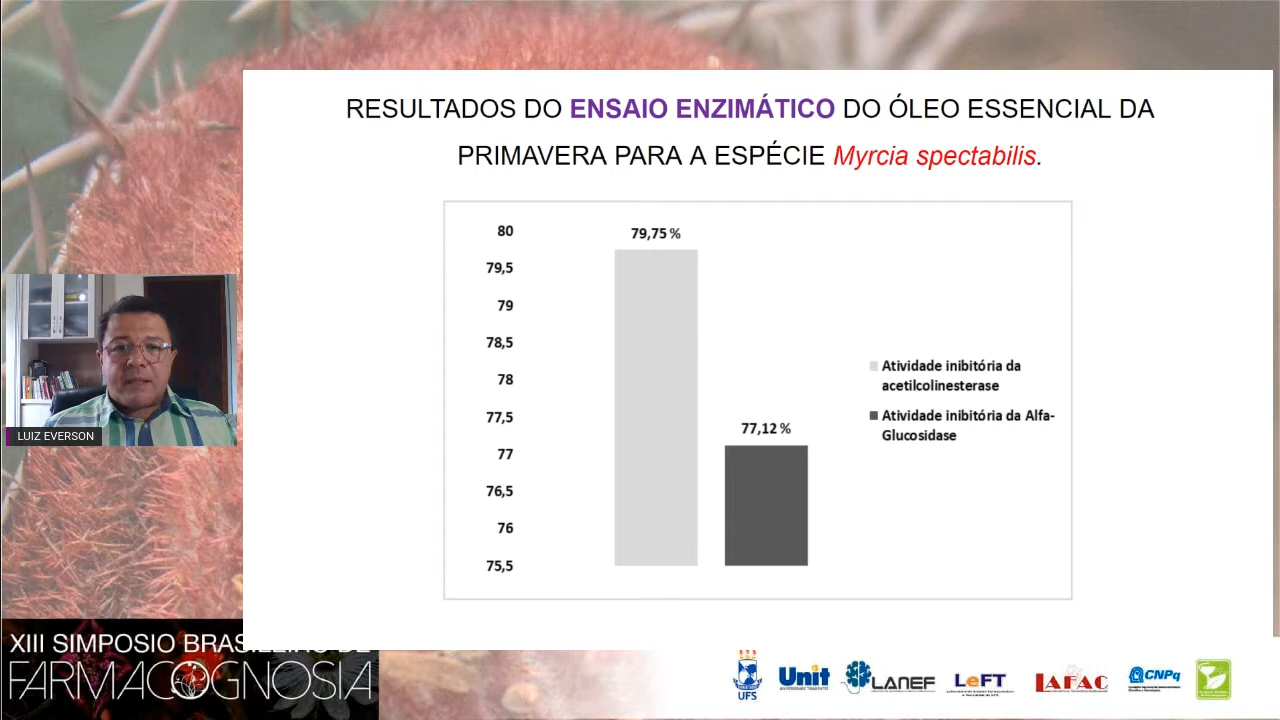 RESULTADOS DO ENSAIO ENZIMÁTICO DO ÓLEO ESSENCIAL DA
PRIMAVERA PARA A ESPÉCIE Myrcia spectabilis.
80
79,5
79
78,5
78
77,5
77
76,5
76
75,5
79,75 %
77,12 %
Atividade inibitória da
acetilcolinesterase
Atividade inibitória da Alfa-
Glucosidase
LUIZ EVERSON
XIII SIMPOSIO BRASILEIRO DE
FARMACOGNOSIA
UFS
Unit
LANEF
LeFT
LAFAC
CNPq